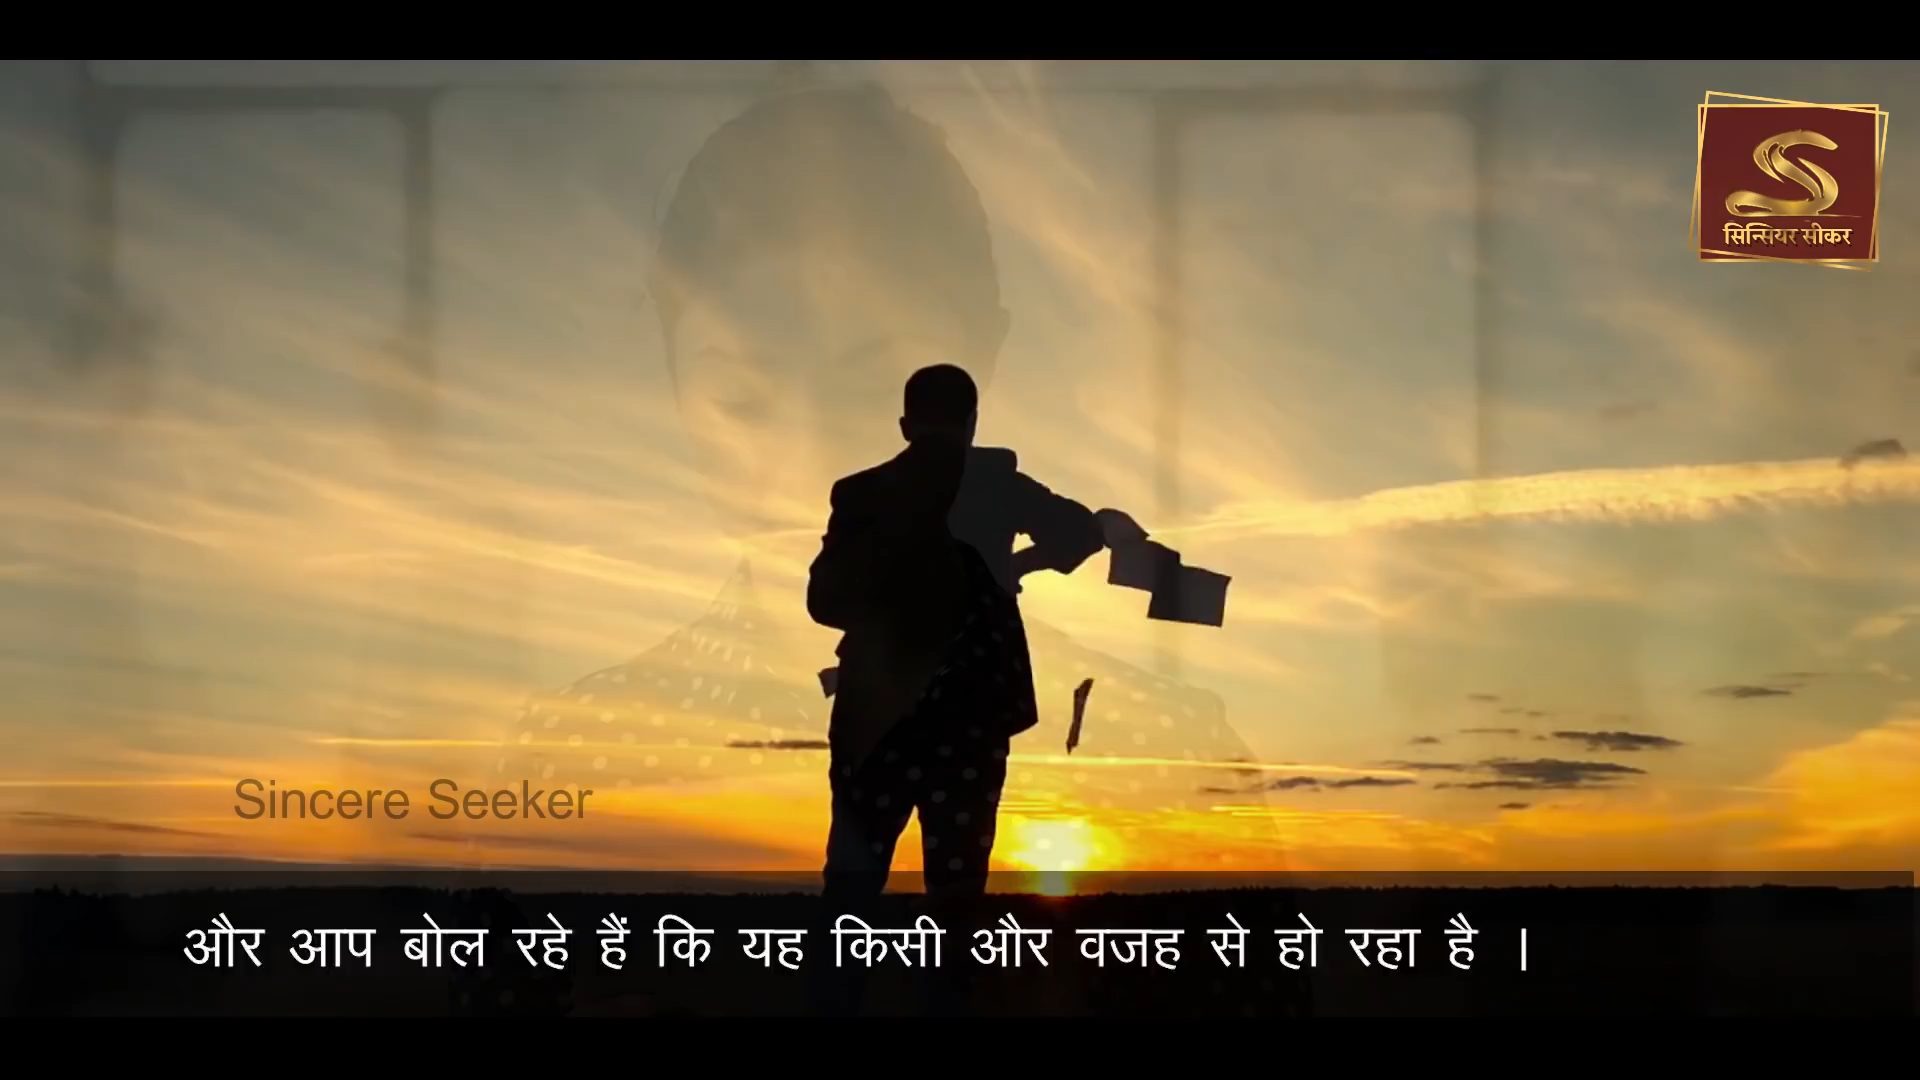 सिन्सियर सीकर
Sincere Seeker
और आप बोल रहे हैं कि यह किसी और वजह से हो रहा है ।